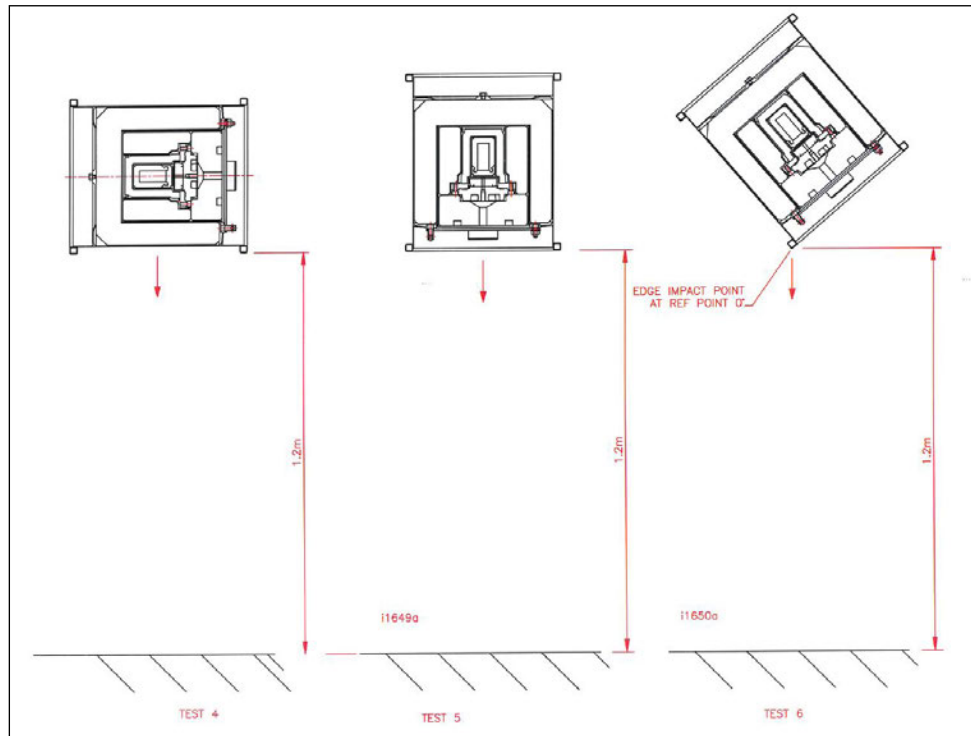 EDGE IMPACT POINT
AT REF POINT 0°
1.2m
1.2m
1.2m
i1649a
i1650a
TEST 4
TEST 5
TEST 6